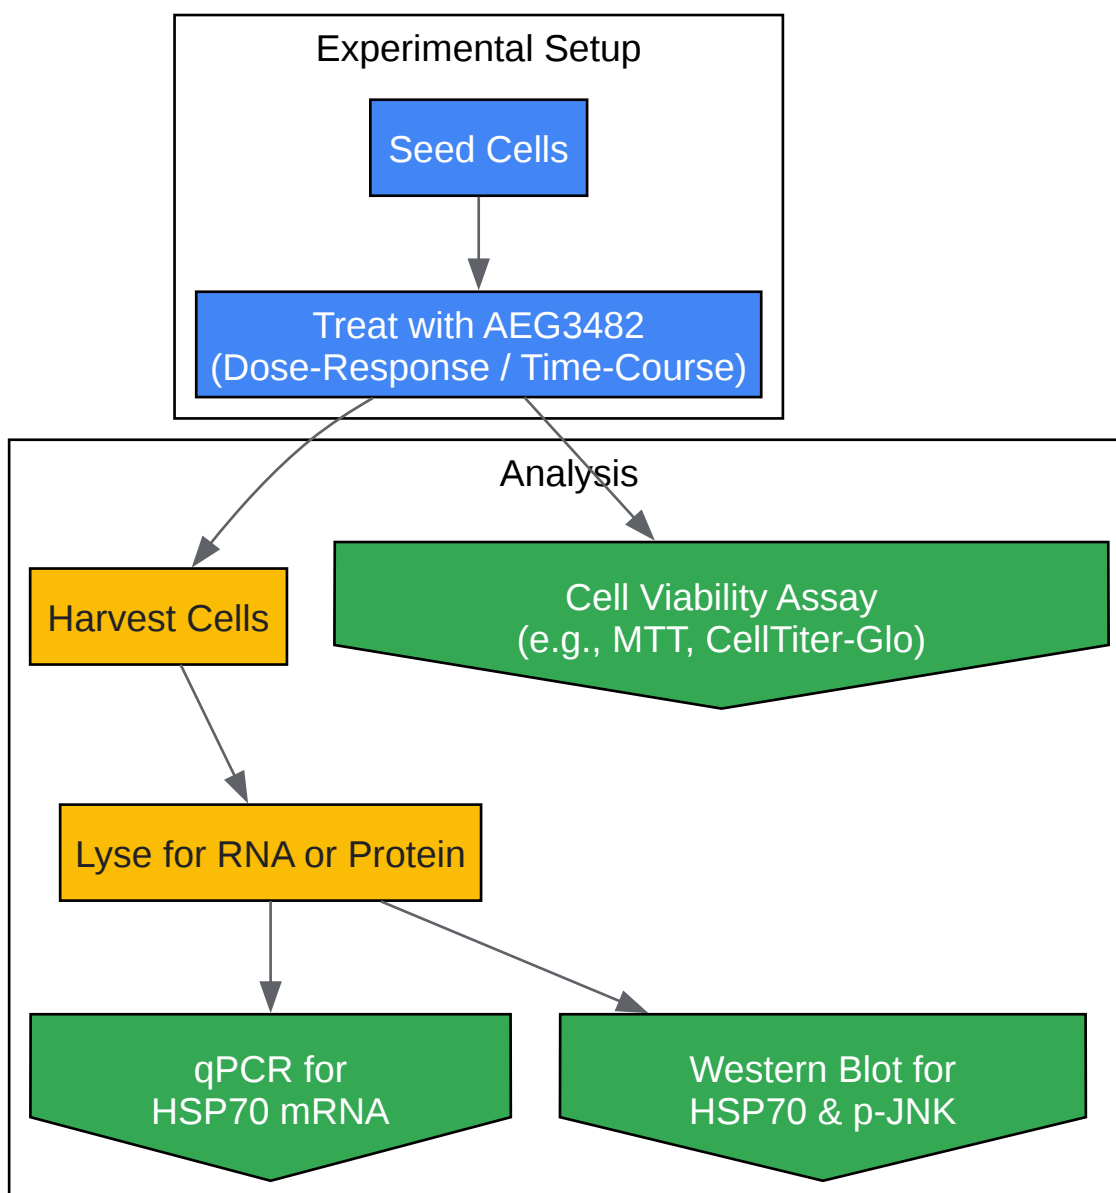 Experimental Setup
Seed Cells
Treat with AEG3482
(Dose-Response / Time-Course)
Analysis
Harvest Cells
Cell Viability Assay
(e.g., MTT, CellTiter-Glo)
Lyse for RNA or Protein
qPCR for
HSP70 mRNA
Western Blot for
HSP70 & p-JNK